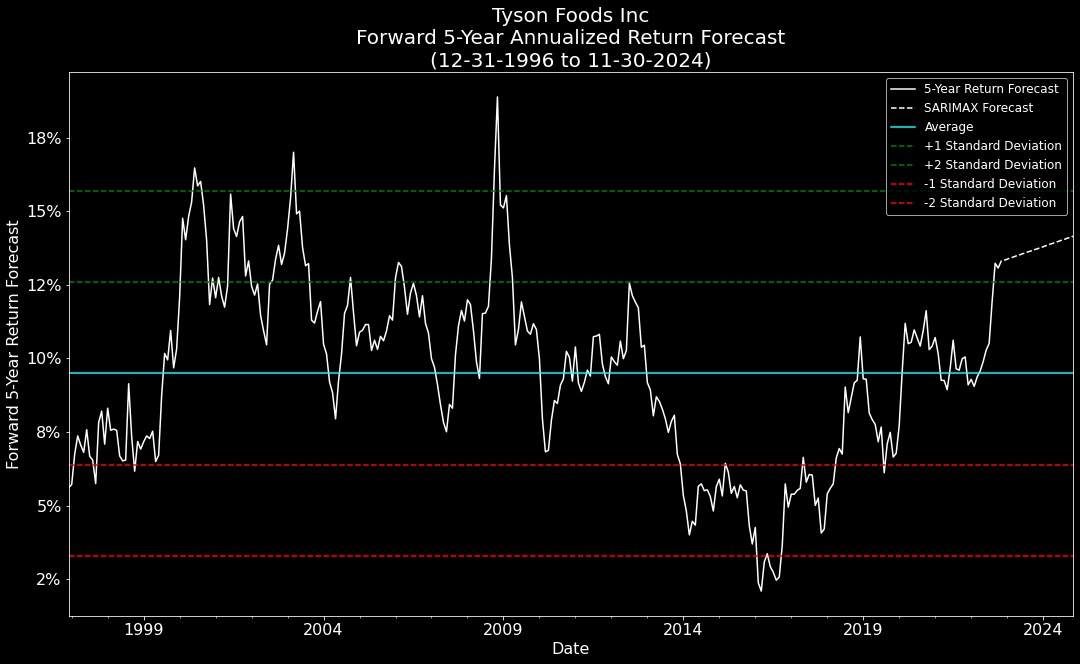 Tyson Foods Inc
Forward 5-Year Annualized Return Forecast
(12-31-1996 to 11-30-2024)
5-Year Return Forecast
SARIMAX Forecast
Average
+1 Standard Deviation
+2 Standard Deviation
-1 Standard Deviation
-2 Standard Deviation
Forward 5-Year Return Forecast
18%
15%
12%
10%
8%
5%
2%
1999
2004
2009
2014
2019
2024
Date